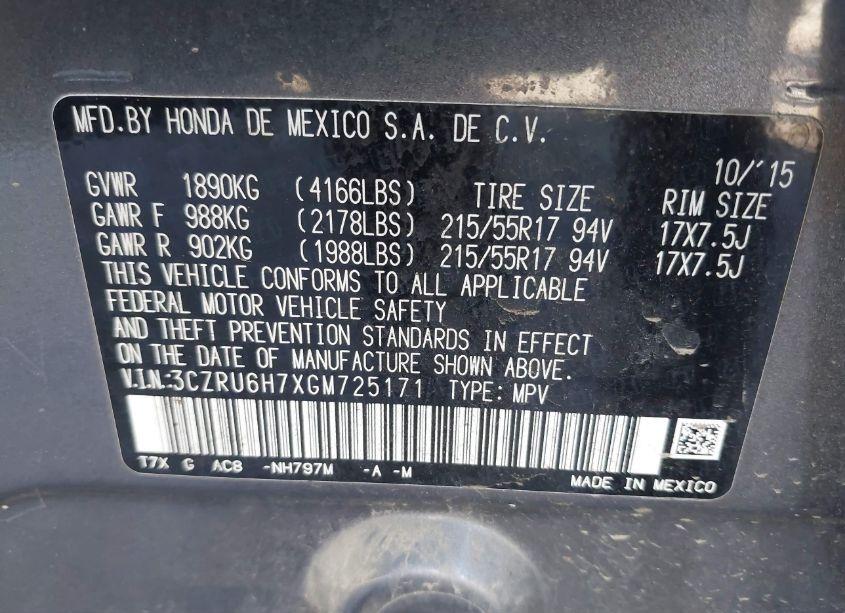 MFD.BY HONDA DE MEXICO S.A. DE C.V.
10/'15
GVWR 1890KG (4166LBS) TIRE SIZE RIM SIZE
GAWR F 988KG (2178LBS) 215/55R17 94V 17X7.5J
GAWR R 902KG (1988LBS) 215/55R17 94V 17X7.5J
THIS VEHICLE CONFORMS TO ALL APPLICABLE
FEDERAL MOTOR VEHICLE SAFETY
AND THEFT PREVENTION STANDARDS IN EFFECT
ON THE DATE OF MANUFACTURE SHOWN ABOVE.
V.I.N.:3CZRU6H7XGM725171 TYPE: MPV
T7X G AC8 -NH797M -A -M
MADE IN MEXICO